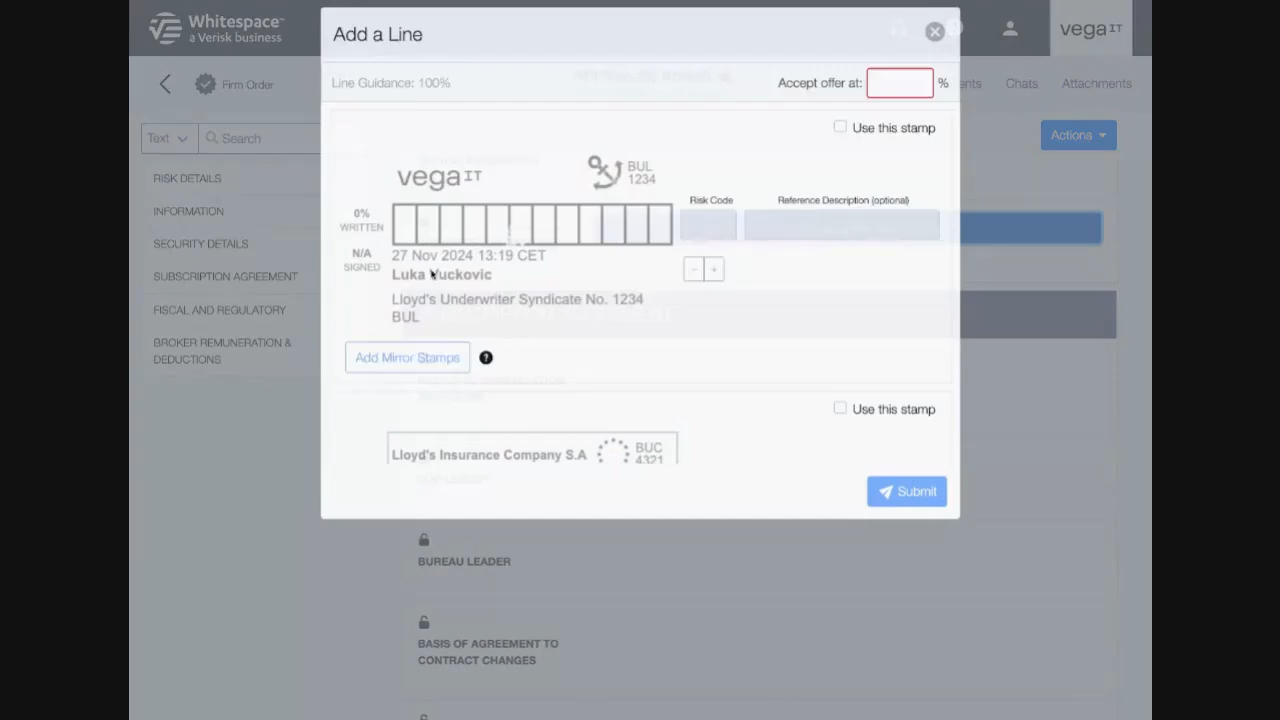 Whitespace™
a Verisk business
Add a Line
vega IT
Firm Order
Line Guidance: 100%
Accept offer at:
%
Chats
Attachments
Text
Search
Actions
Use this stamp
RISK DETAILS
INFORMATION
SECURITY DETAILS
SUBSCRIPTION AGREEMENT
FISCAL AND REGULATORY
BROKER REMUNERATION &
DEDUCTIONS
vega IT
BUL
1234
Risk Code
Reference Description (optional)
0%
WRITTEN
N/A
SIGNED
27 Nov 2024 13:19 CET
Luka Vuckovic
- +
Lloyd's Underwriter Syndicate No. 1234
BUL
Add Mirror Stamps
?
Use this stamp
Lloyd's Insurance Company S.A
BUC
4321
Submit
BUREAU LEADER
BASIS OF AGREEMENT TO
CONTRACT CHANGES